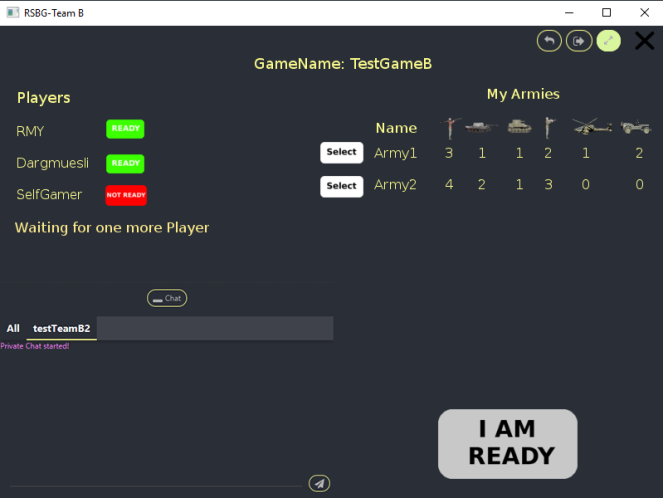 RSBG-Team B
GameName: TestGameB
Players
RMY READY
Dargmuesli READY
SelfGamer NOT READY
Waiting for one more Player
My Armies
Name
Select Army1 3 1 1 2 1 2
Select Army2 4 2 1 3 0 0
Chat
All testTeamB2
Private Chat started!
I AM
READY